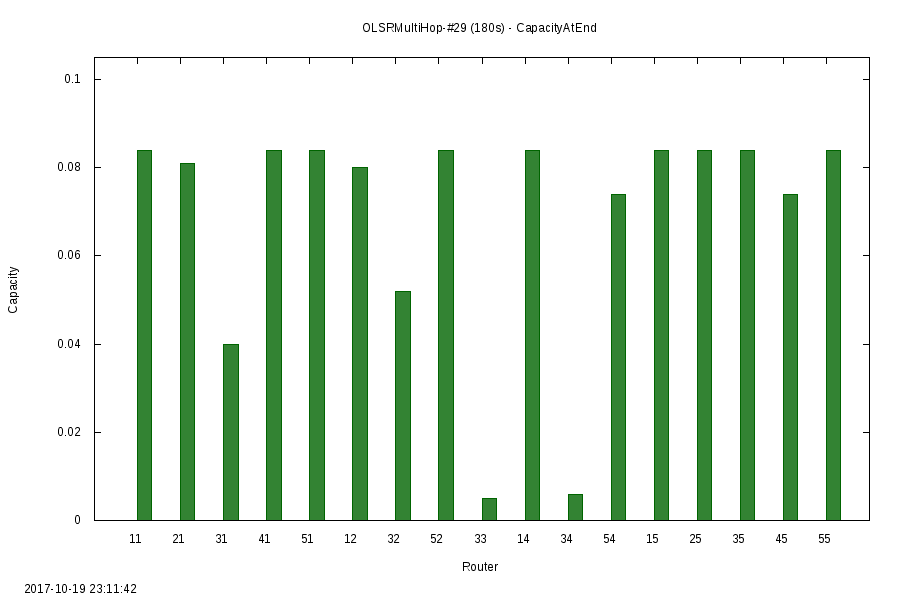 OLSRMultiHop-#29 (180s) - CapacityAtEnd
0.1
0.08
0.06
0.04
0.02
0
Capacity
11 21 31 41 51 12 32 52 33 14 34 54 15 25 35 45 55
Router
2017-10-19 23:11:42